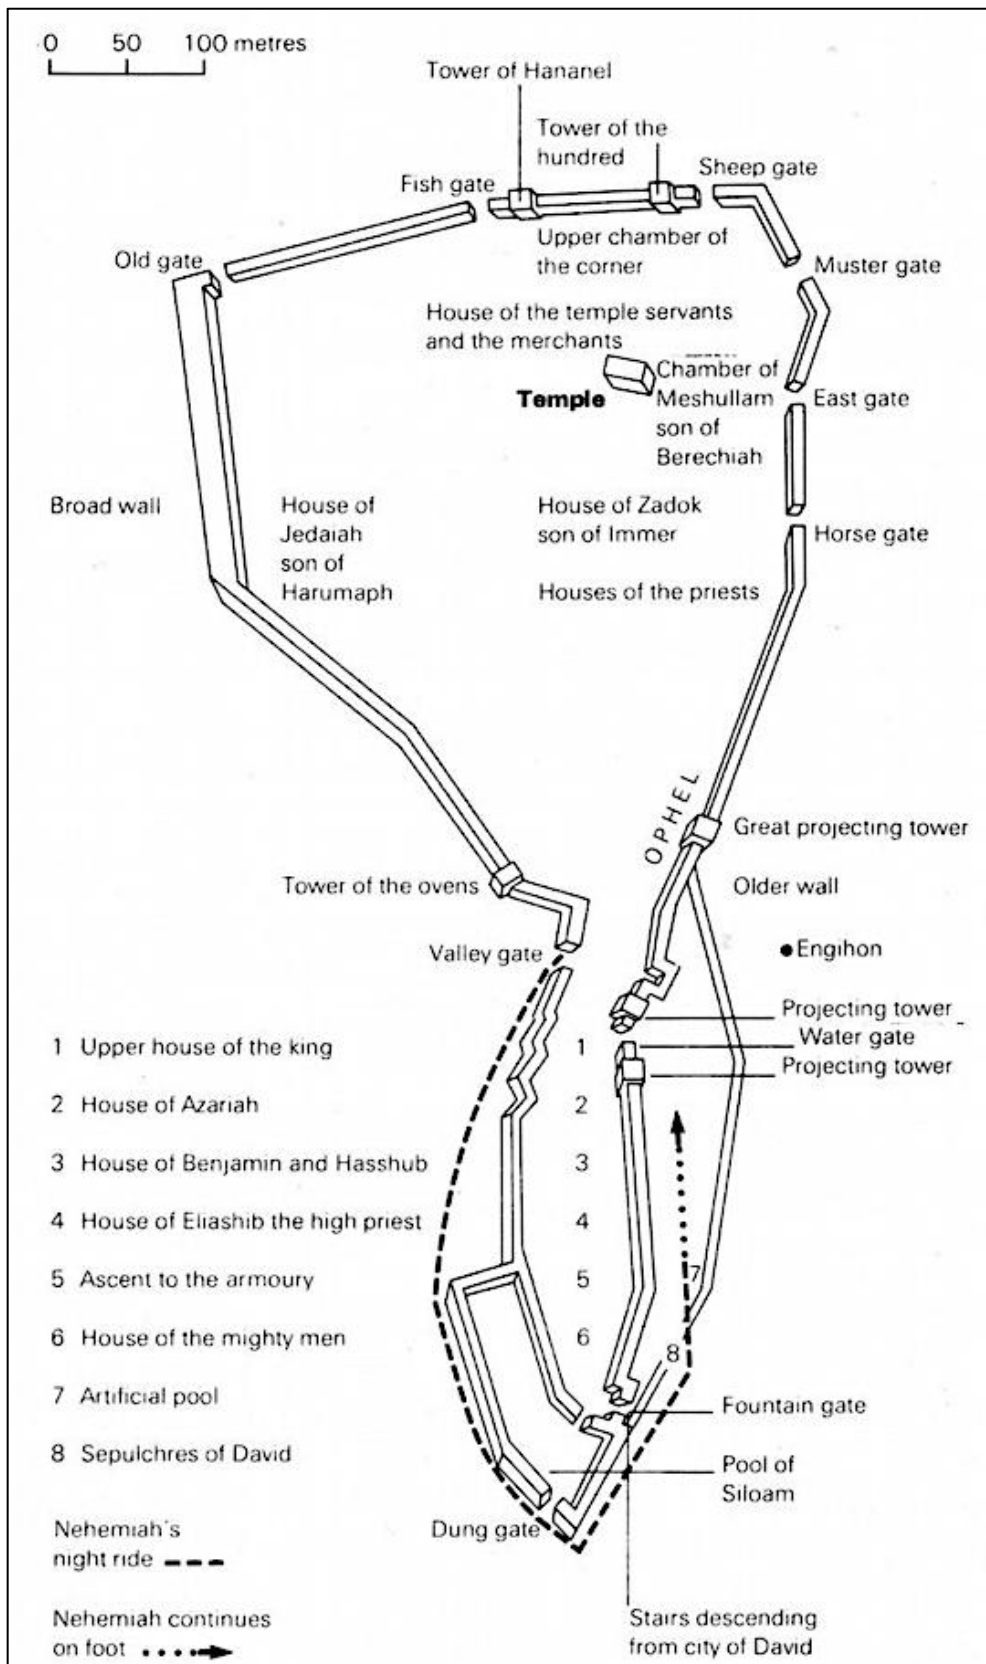 0 50 100 metres
Tower of Hananel
Tower of the
hundred
Sheep gate
Fish gate
Upper chamber of
the corner
Old gate
Muster gate
House of the temple servants
and the merchants
Temple
Chamber of
Meshullam
son of
Berechiah
East gate
Broad wall
House of
Jedaiah
son of
Harumaph
House of Zadok
son of Immer
Horse gate
Houses of the priests
OPHEL
Great projecting tower
Tower of the ovens
Older wall
Valley gate
Engihon
Projecting tower
Water gate
Projecting tower
1 Upper house of the king
2 House of Azariah
3 House of Benjamin and Hasshub
4 House of Eliashib the high priest
5 Ascent to the armoury
6 House of the mighty men
7 Artificial pool
8 Sepulchres of David
1
2
3
4
5
6
7
8
Fountain gate
Pool of
Siloam
Dung gate
Nehemiah's
night ride
Nehemiah continues
on foot
Stairs descending
from city of David